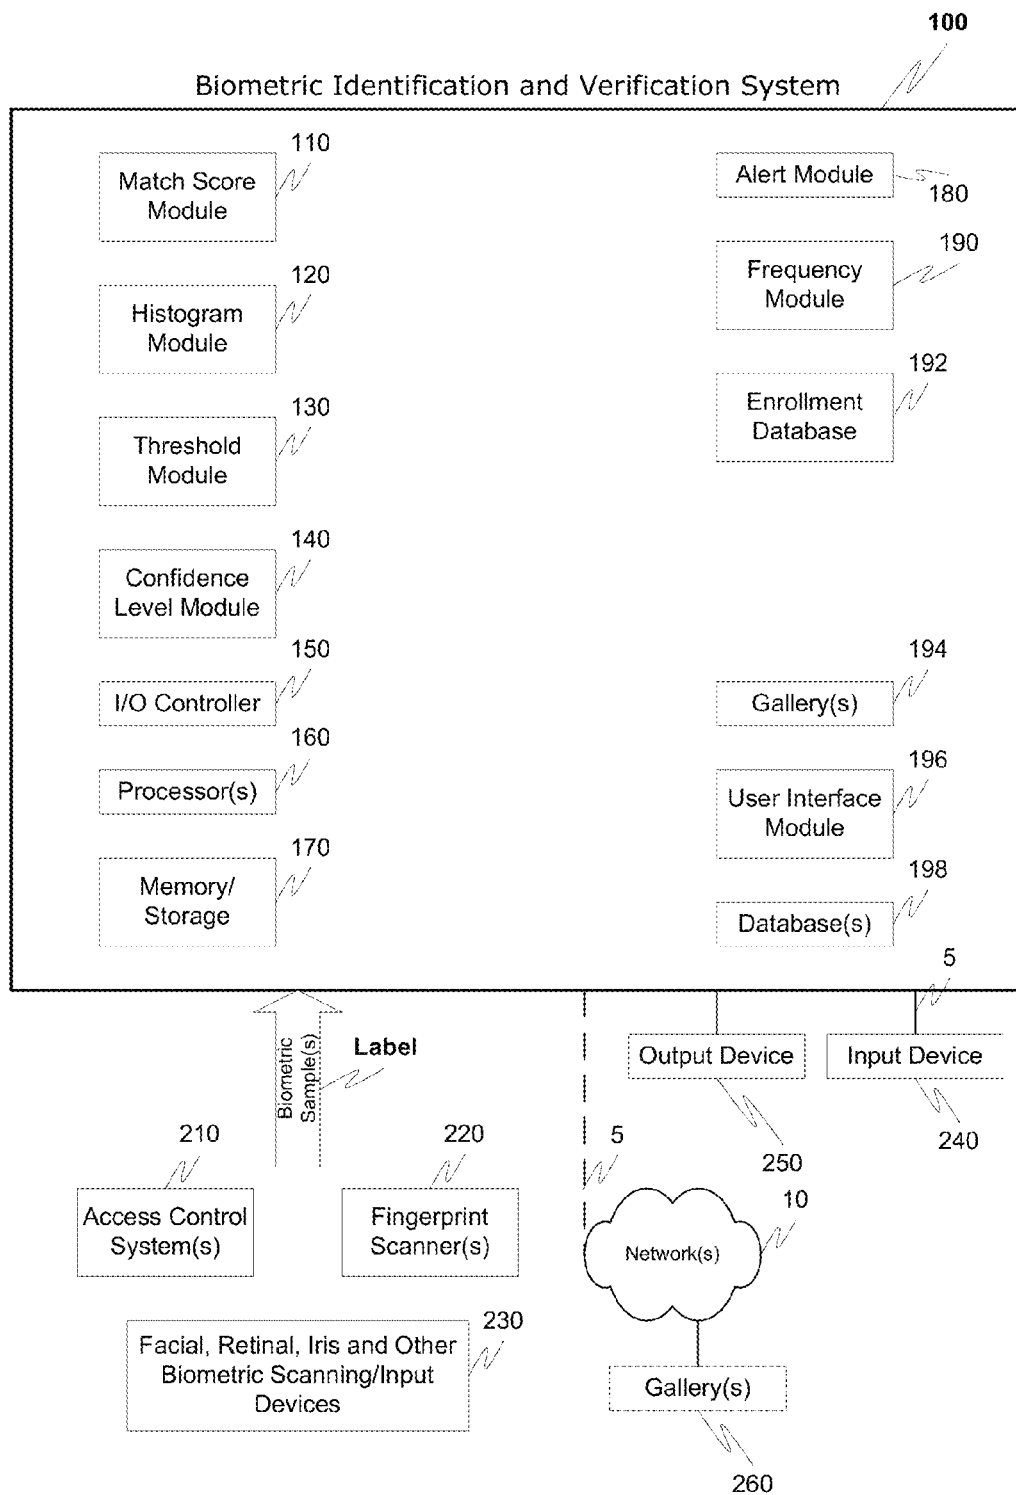 100
Biometric Identification and Verification System
110
Match Score
Module
120
Histogram
Module
130
Threshold
Module
140
Confidence
Level Module
150
I/O Controller
160
Processor(s)
170
Memory/
Storage
Alert Module
180
190
Frequency
Module
192
Enrollment
Database
194
Gallery(s)
196
User Interface
Module
198
Database(s)
5
Biometric
Sample(s)
Label
Output Device
250
Input Device
240
210
Access Control
System(s)
220
Fingerprint
Scanner(s)
5
10
Network(s)
230
Facial, Retinal, Iris and Other
Biometric Scanning/Input
Devices
Gallery(s)
260